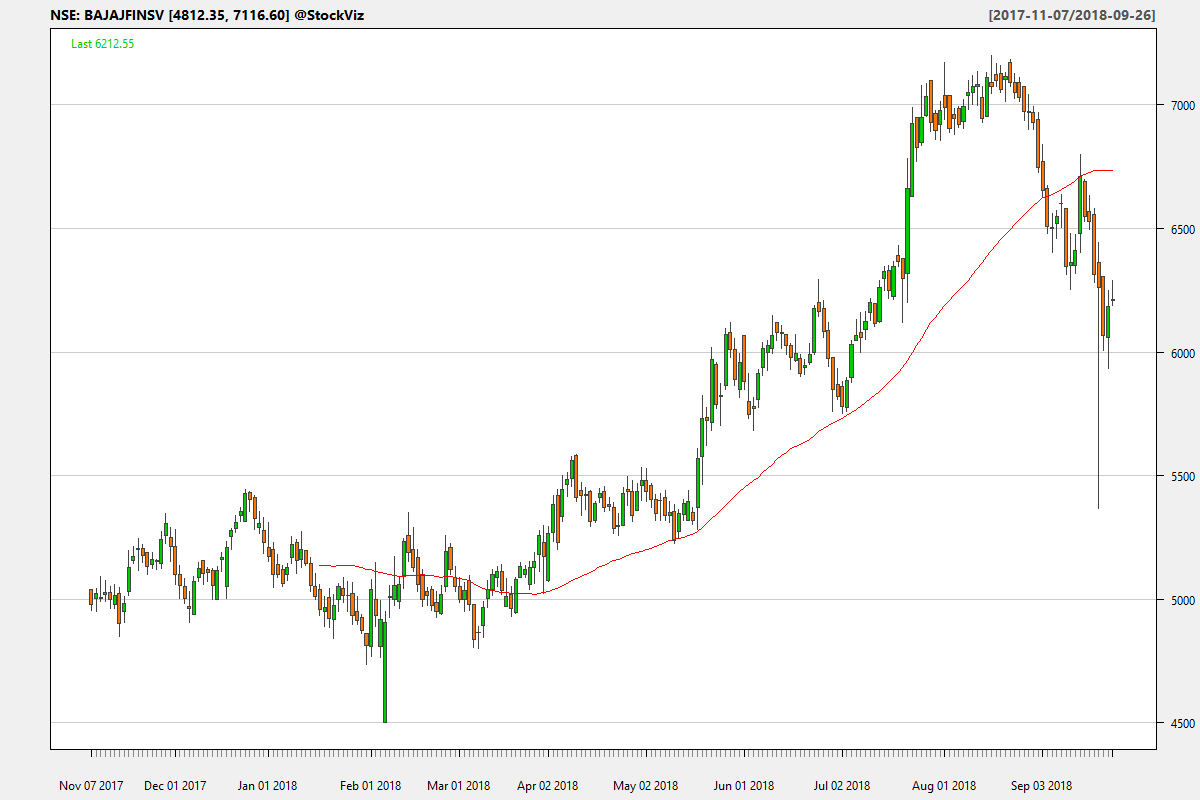 NSE: BAJAJFINSV [4812.35, 7116.60] @StockViz
[2017-11-07/2018-09-26]
Last 6212.55
7000
6500
6000
5500
5000
4500
Nov 07 2017 Dec 01 2017 Jan 01 2018 Feb 01 2018 Mar 01 2018 Apr 02 2018 May 02 2018 Jun 01 2018 Jul 02 2018 Aug 01 2018 Sep 03 2018